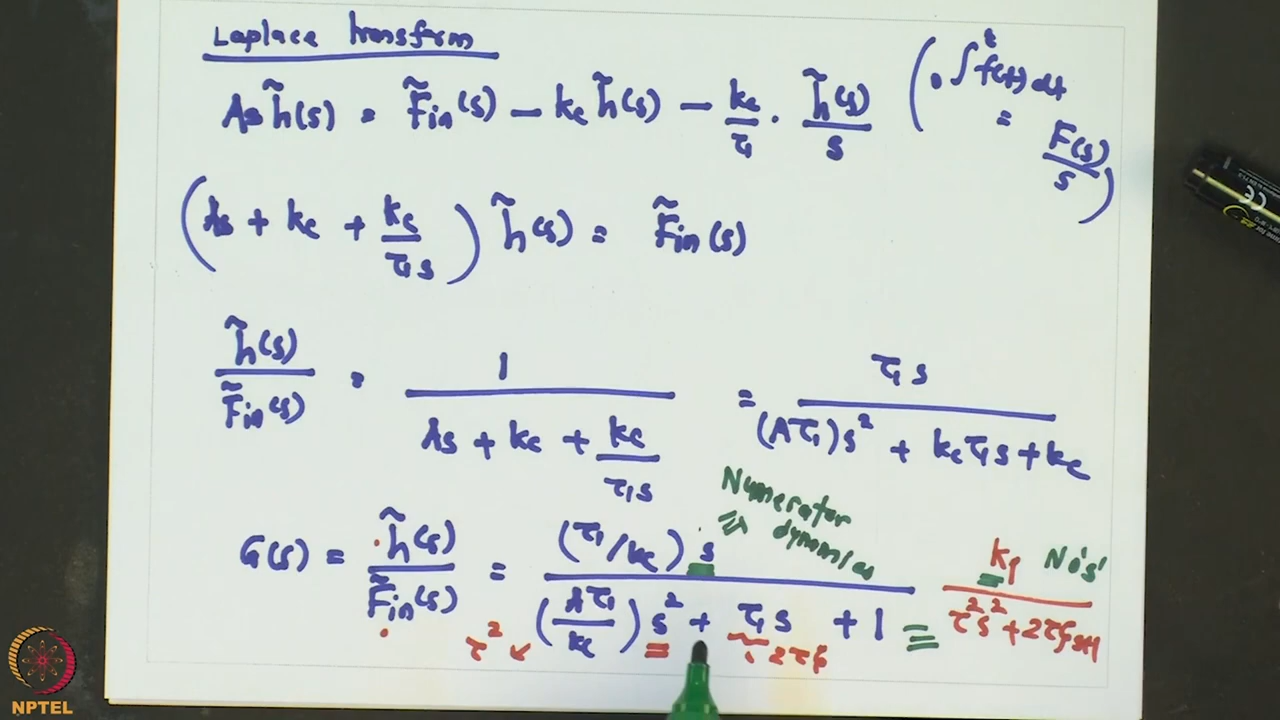 Laplace transform
As h̃(s) = F̃in(s) - kc h̃(s) - kc/τI · h̃(s)/s ( 0∫t f(t) dt = F(s)/s )
( As + kc + kc/τI s ) h̃(s) = F̃in(s)
h̃(s)/F̃in(s) = 1/(As + kc + kc/τI s) = τI s/((AτI)s² + kc τI s + kc)
Numerator
⇒ dynamics
G(s) = h̃(s)/F̃in(s) = (τI/kc) s/((AτI/kc) s² + τI s + 1) = kp/(τ²s² + 2τζs+1) No 's'
τ² ↙ 2τζ
NPTEL